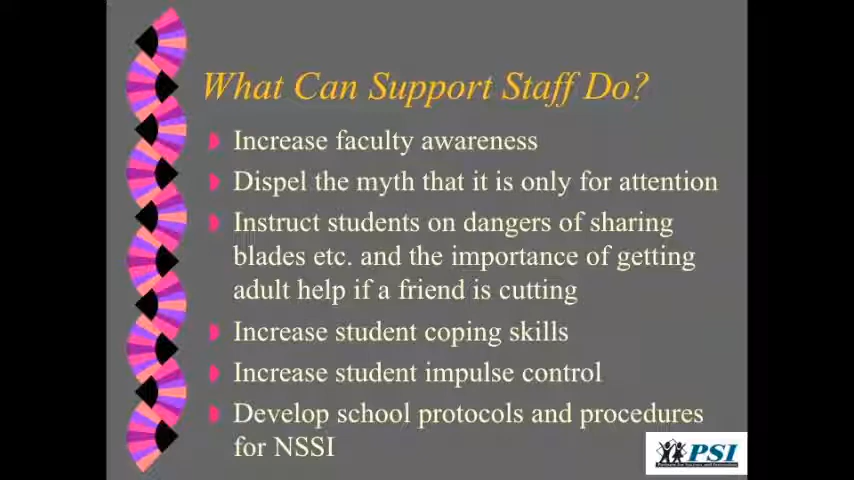 What Can Support Staff Do?
Increase faculty awareness
Dispel the myth that it is only for attention
Instruct students on dangers of sharing
blades etc. and the importance of getting
adult help if a friend is cutting
Increase student coping skills
Increase student impulse control
Develop school protocols and procedures
for NSSI
PSI